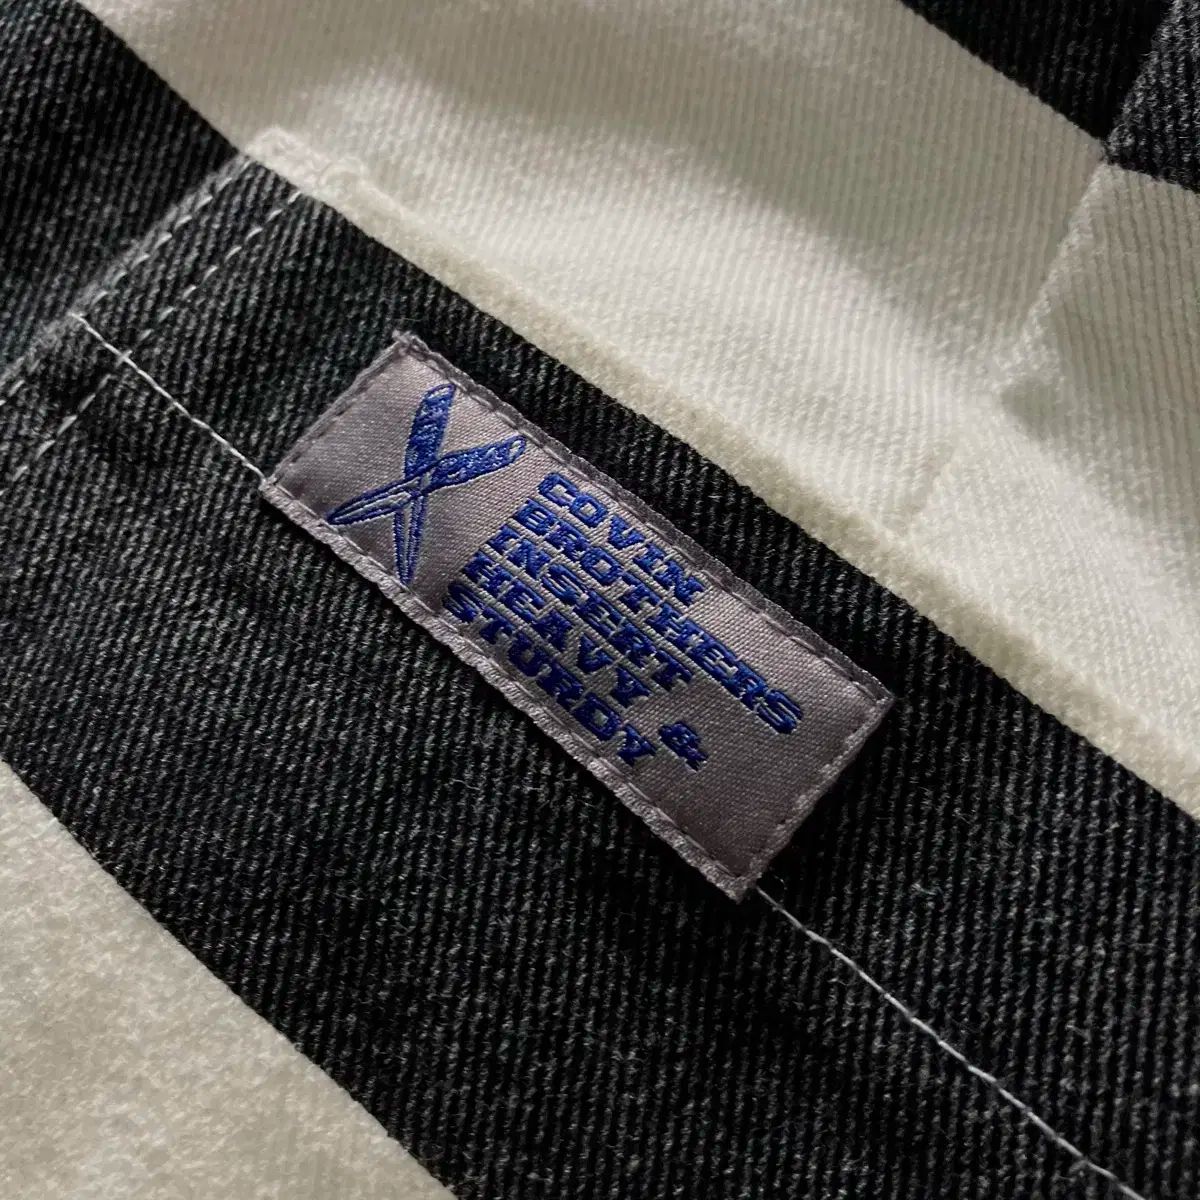 COVIN
BROTHERS
INSERT
HEAVY &
STURDY